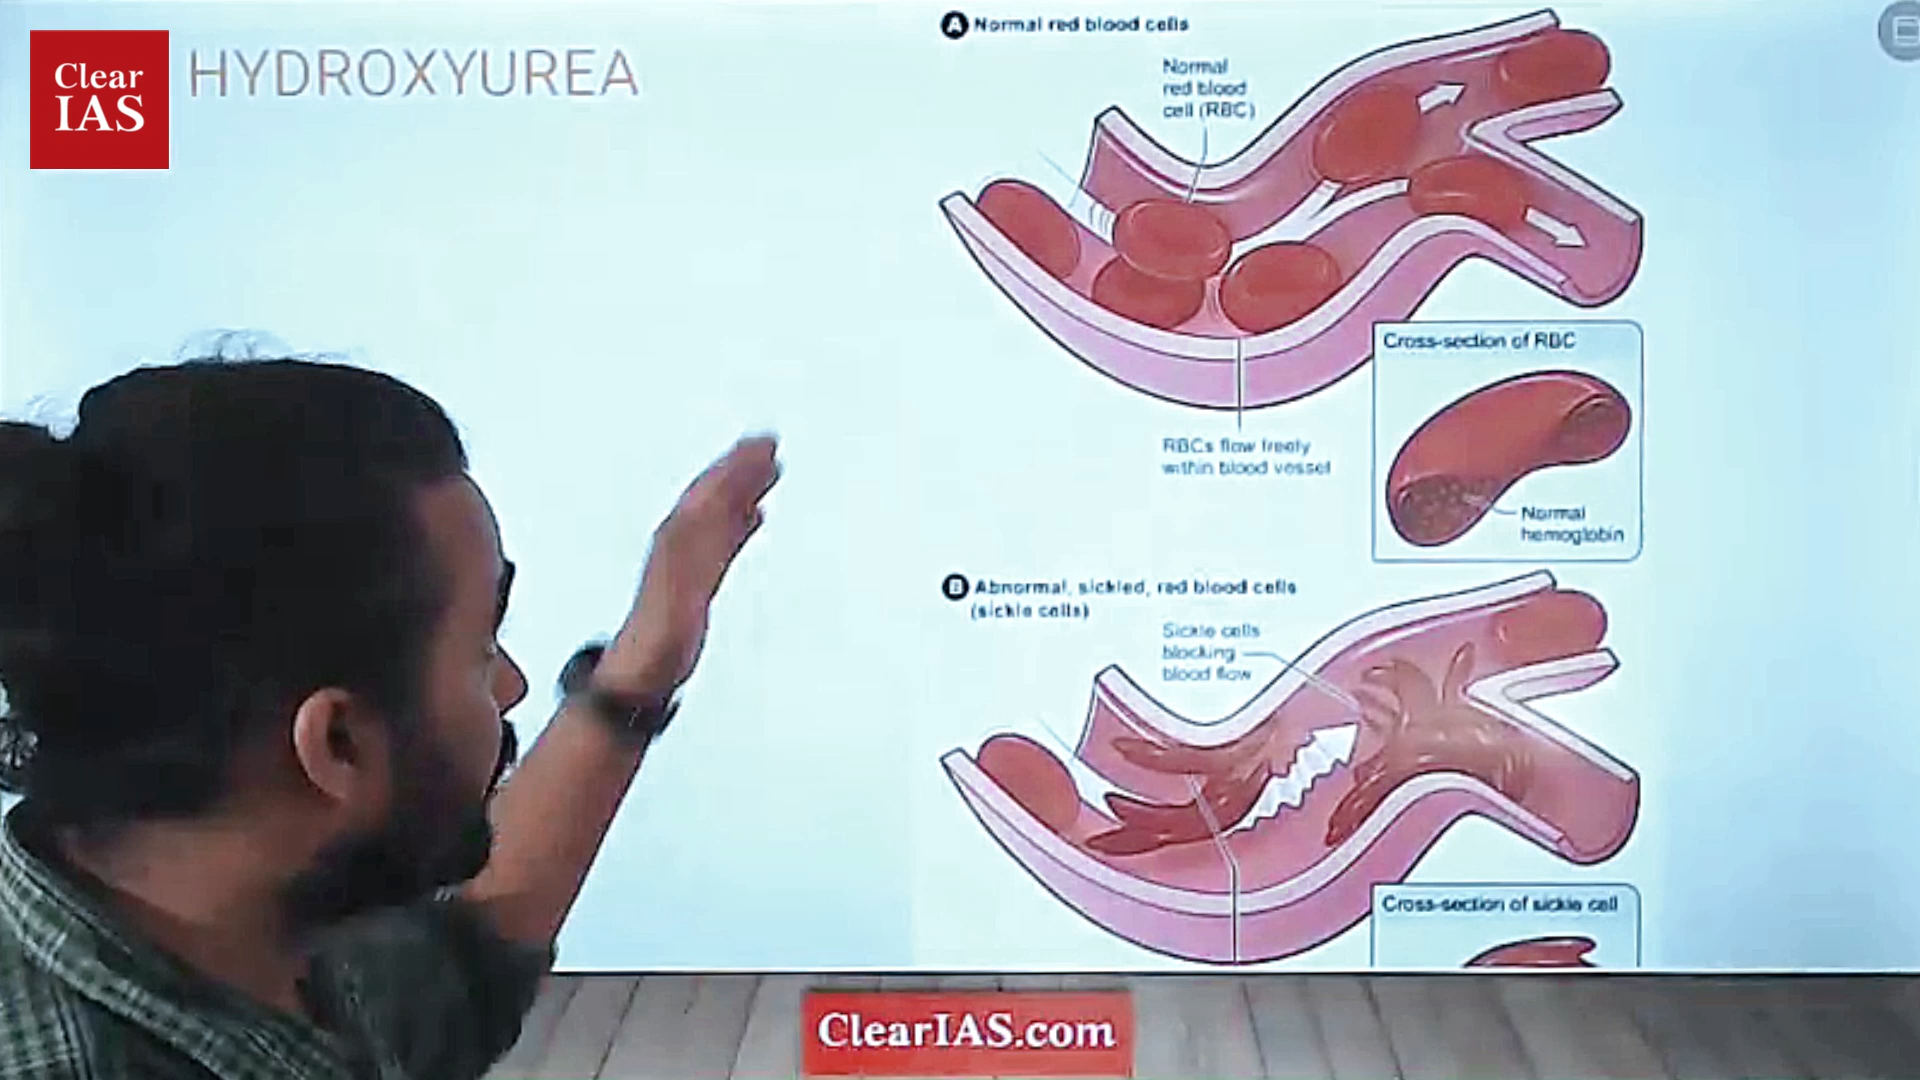 Clear
IAS
HYDROXYUREA
A Normal red blood cells
Normal
red blood
cell (RBC)
Cross-section of RBC
RBCs flow freely
within blood vessel
Normal
hemoglobin
B Abnormal, sickled, red blood cells
(sickle cells)
Sickle cells
blocking
blood flow
Cross-section of sickle cell
ClearIAS.com